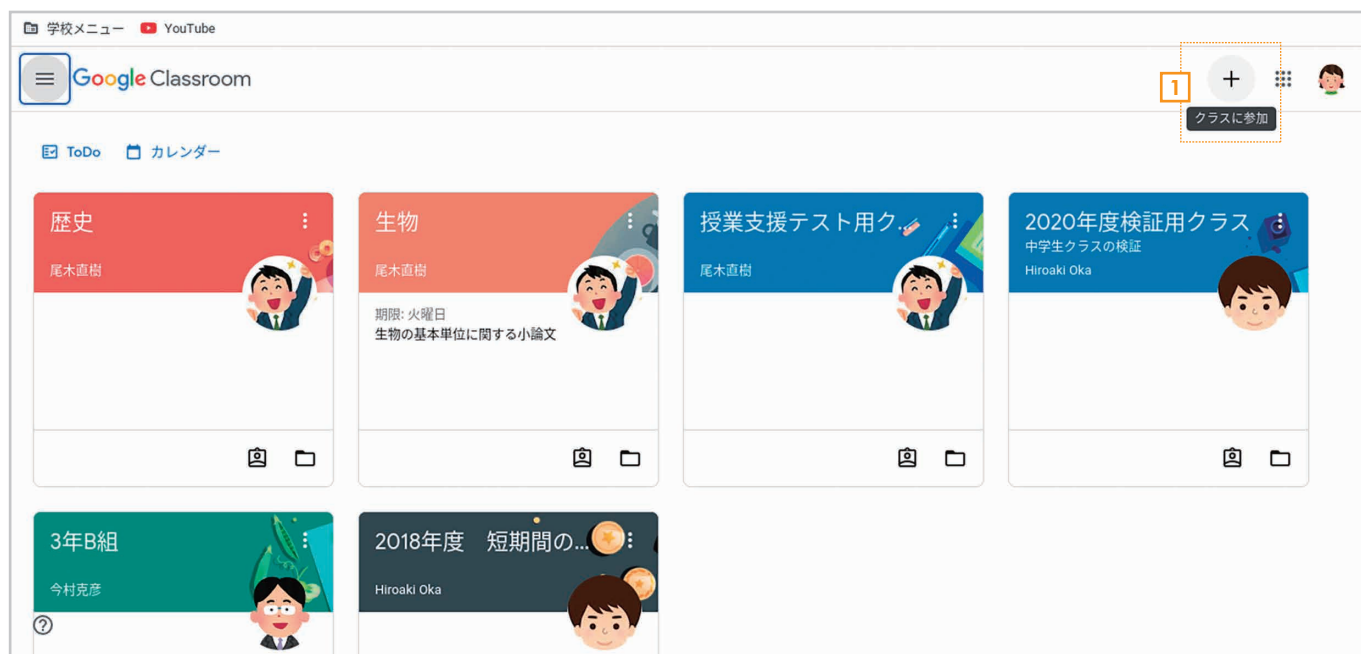 学校メニュー YouTube
Google Classroom
1
クラスに参加
ToDo カレンダー
歴史
尾木直樹
生物
尾木直樹
期限: 火曜日
生物の基本単位に関する小論文
授業支援テスト用ク...
尾木直樹
2020年度検証用クラス
中学生クラスの検証
Hiroaki Oka
3年B組
今村克彦
2018年度　短期間の...
Hiroaki Oka